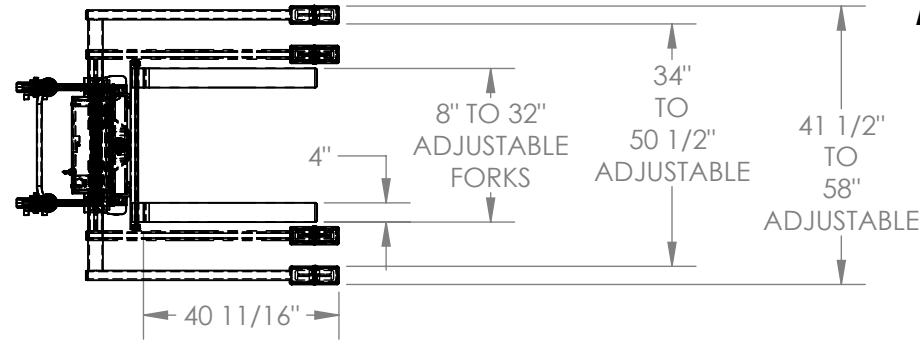 8" TO 32"
ADJUSTABLE
FORKS
4"
34"
TO
50 1/2"
ADJUSTABLE
41 1/2"
TO
58"
ADJUSTABLE
40 11/16"